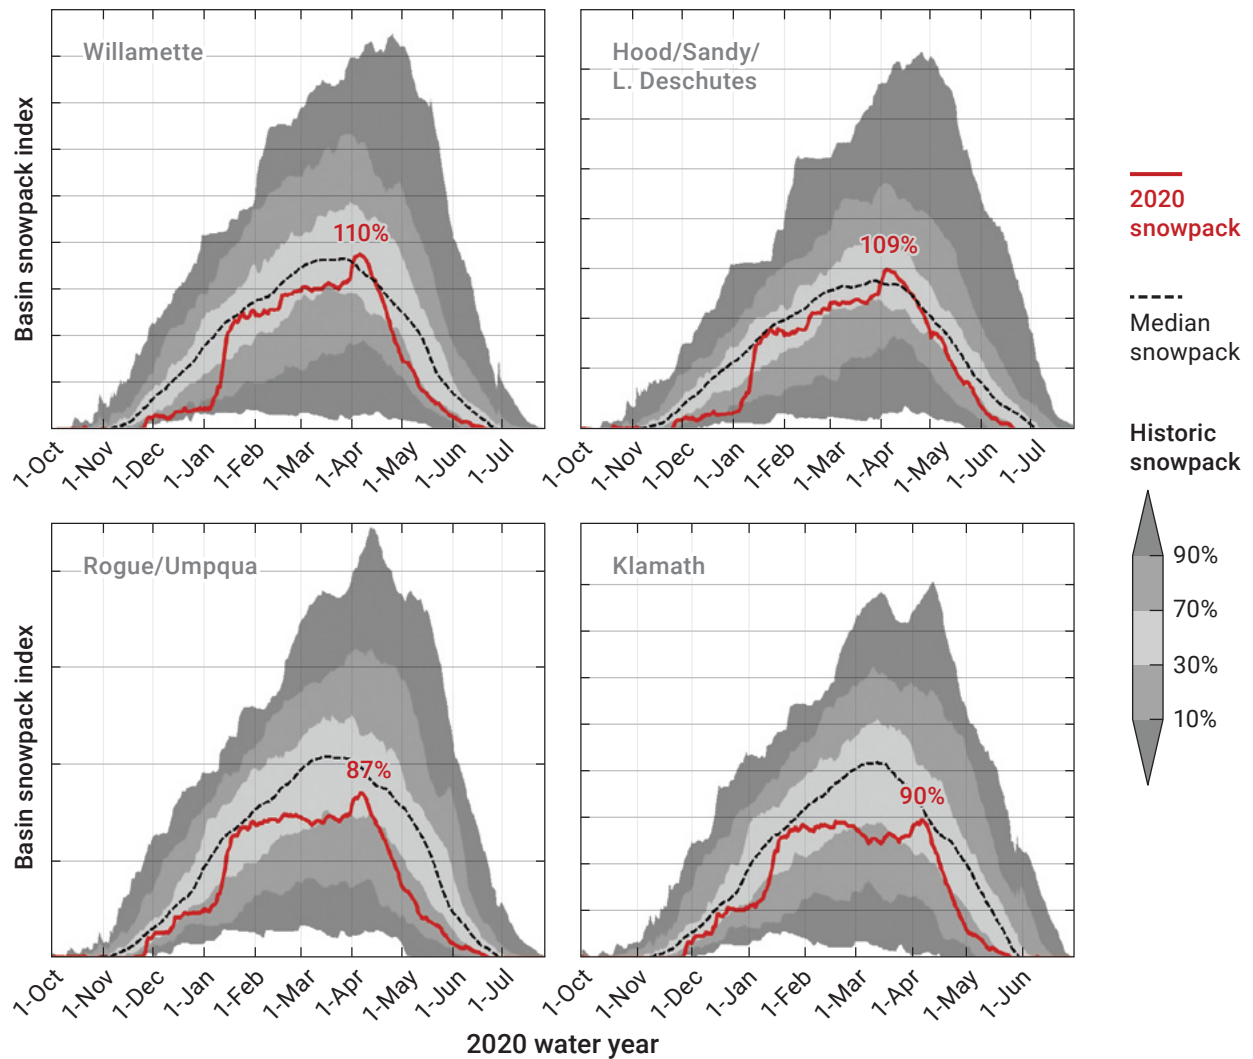 Willamette
110%
Basin snowpack index
1-Oct
1-Nov
1-Dec
1-Jan
1-Feb
1-Mar
1-Apr
1-May
1-Jun
1-Jul
Hood/Sandy/
L. Deschutes
109%
1-Oct
1-Nov
1-Dec
1-Jan
1-Feb
1-Mar
1-Apr
1-May
1-Jun
1-Jul
2020
snowpack
Median
snowpack
Historic
snowpack
90%
70%
30%
10%
Rogue/Umpqua
87%
Basin snowpack index
1-Oct
1-Nov
1-Dec
1-Jan
1-Feb
1-Mar
1-Apr
1-May
1-Jun
1-Jul
Klamath
90%
1-Oct
1-Nov
1-Dec
1-Jan
1-Feb
1-Mar
1-Apr
1-May
1-Jun
2020 water year